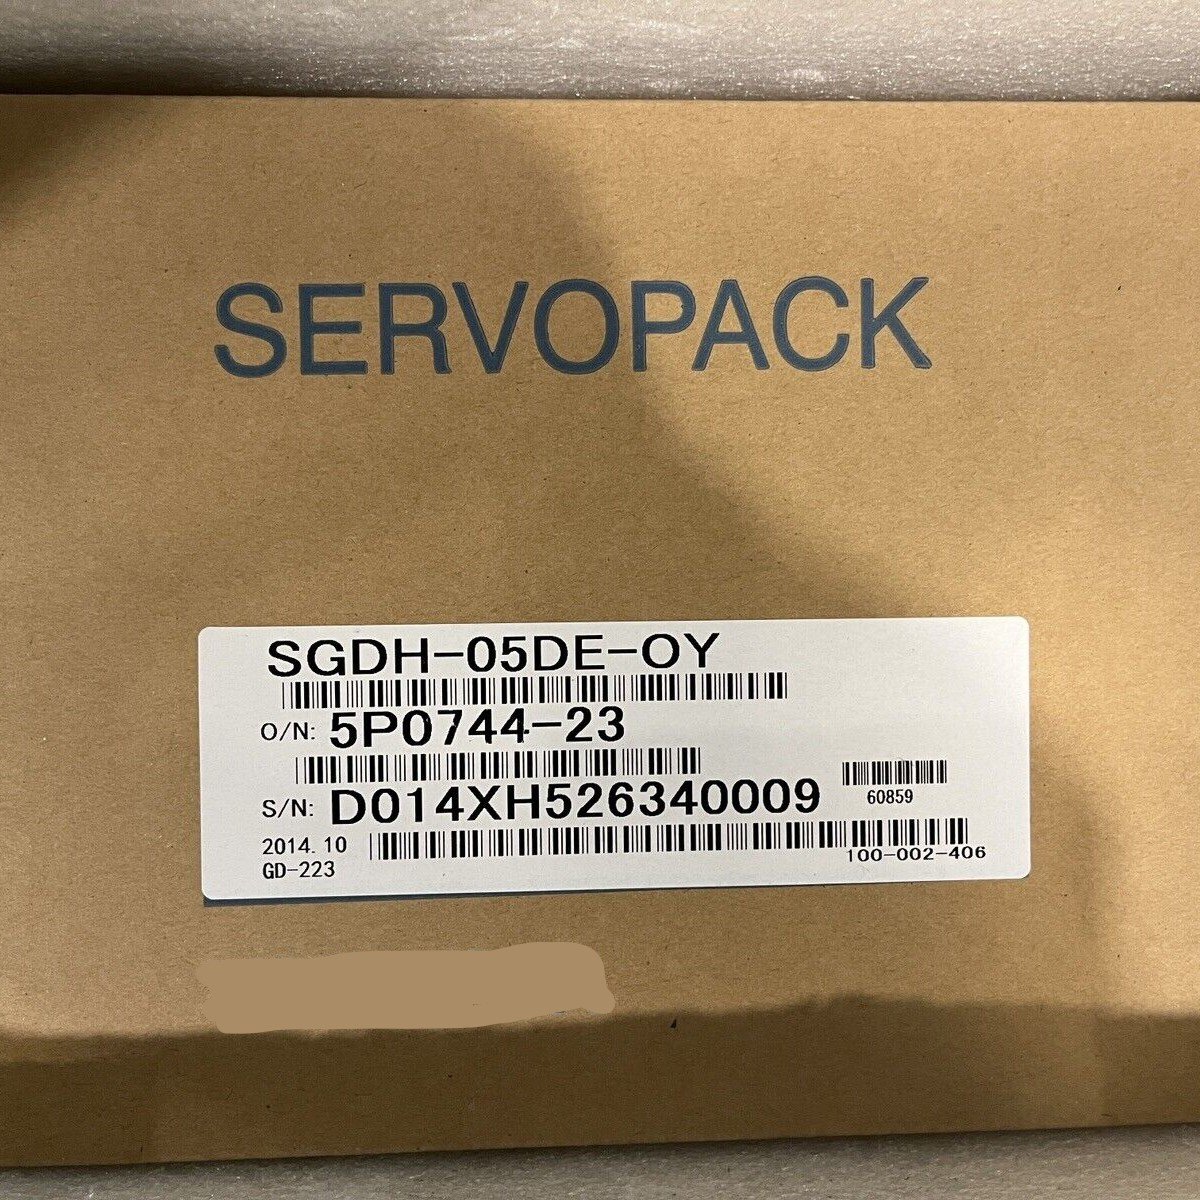 SERVOPACK
SGDH-05DE-OY
O/N: 5P0744-23
S/N: D014XH526340009
60859
2014.10
GD-223
100-002-406